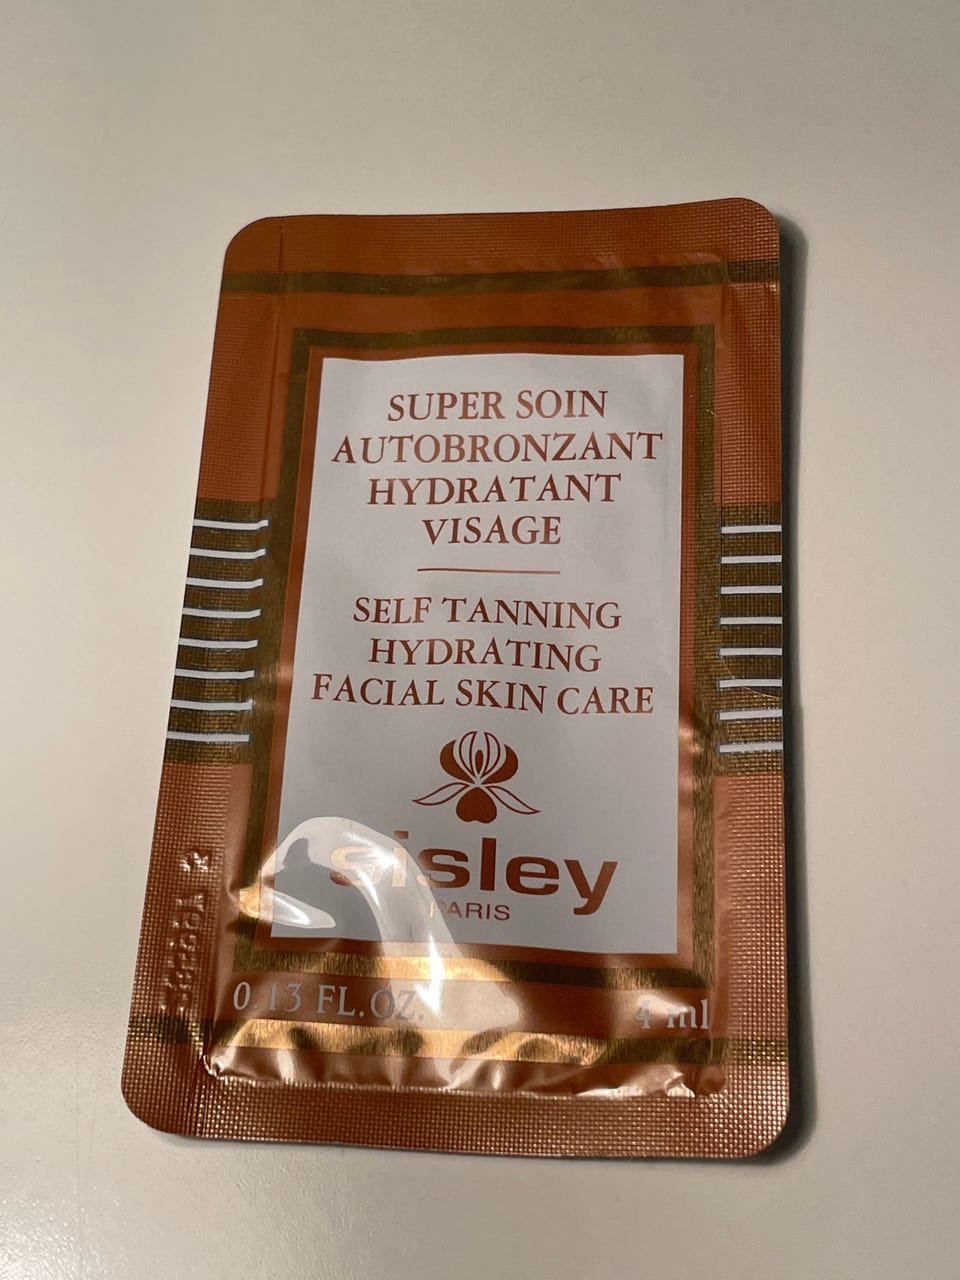 SUPER SOIN
AUTOBRONZANT
HYDRATANT
VISAGE
SELF TANNING
HYDRATING
FACIAL SKIN CARE
sisley
PARIS
0.13 FL.OZ.
4 ml